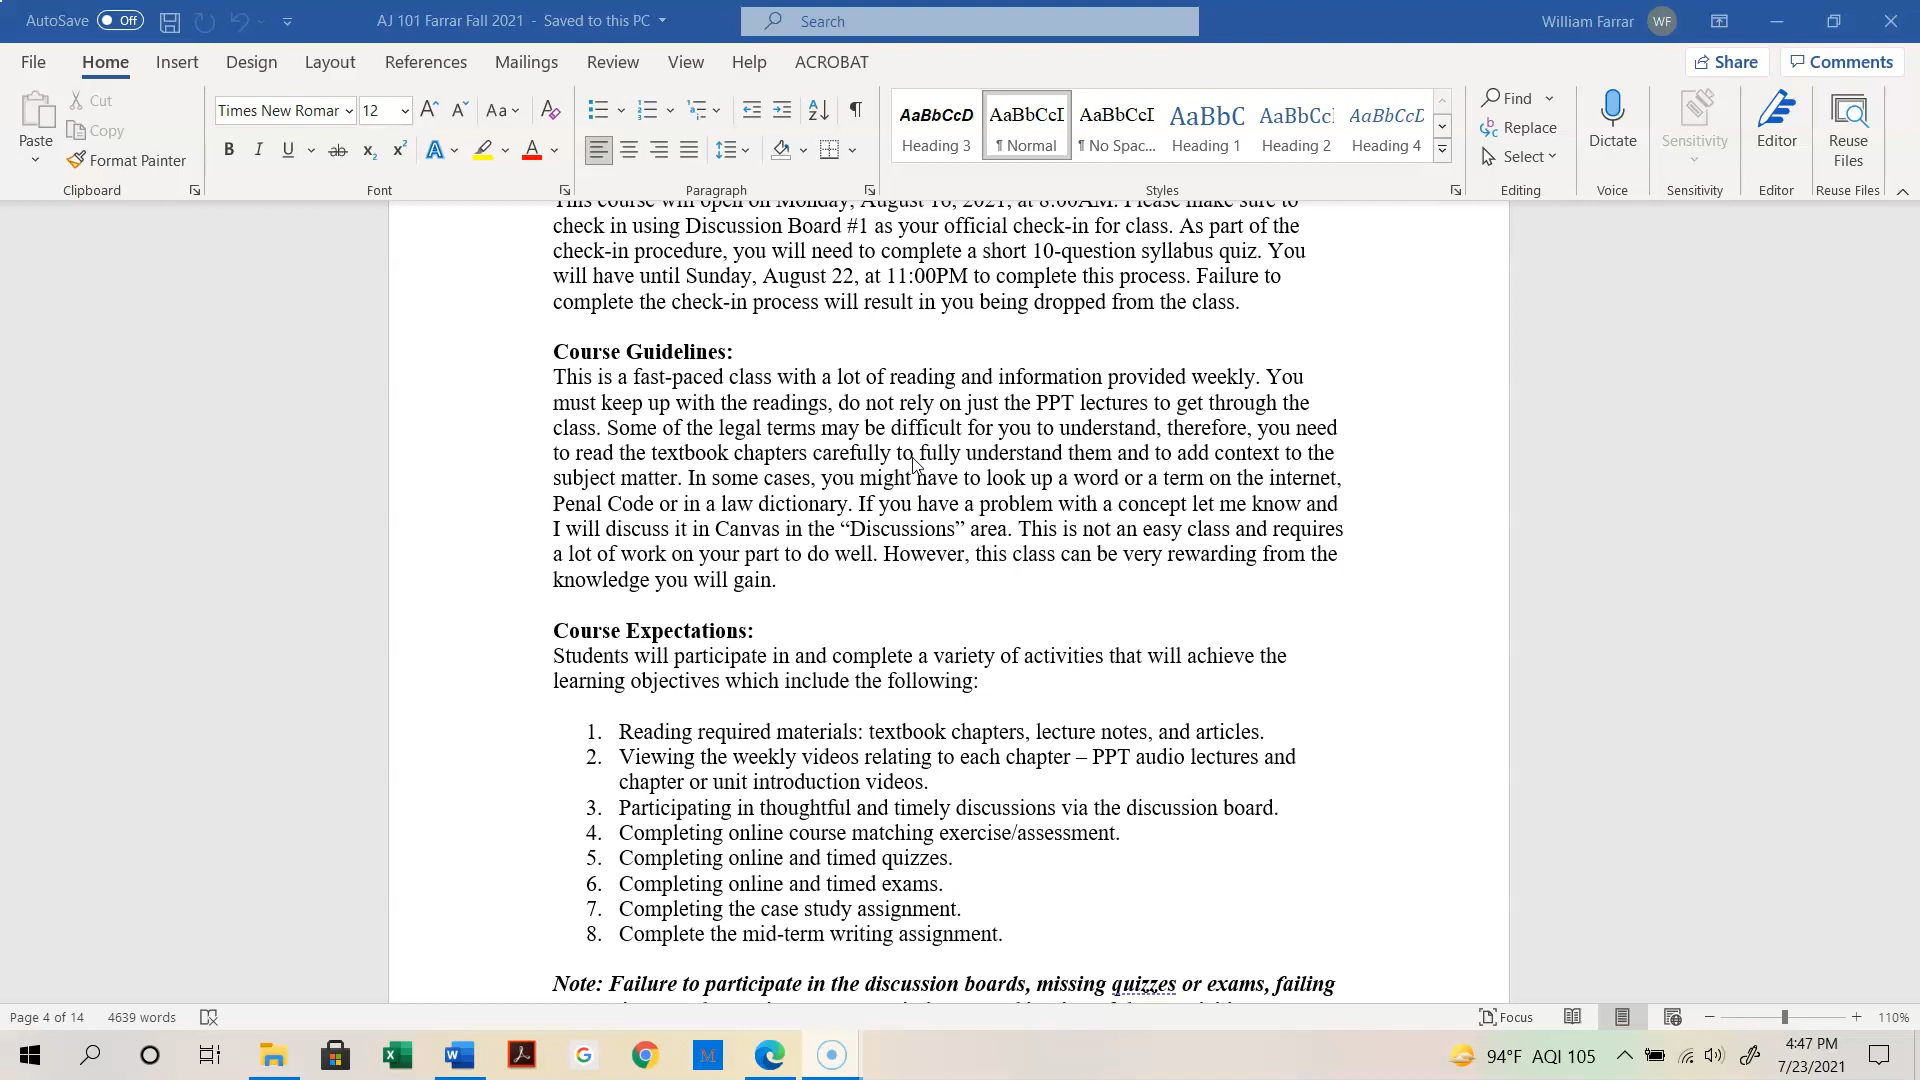 AutoSave Off AJ 101 Farrar Fall 2021 - Saved to this PC Search William Farrar WF
File Home Insert Design Layout References Mailings Review View Help ACROBAT Share Comments
Cut
Copy
Paste
Format Painter
Clipboard
Times New Romar 12
Font
Paragraph
AaBbCcD AaBbCcI AaBbCcI AaBbC AaBbCcI AaBbCcD
Heading 3 ¶ Normal ¶ No Spac... Heading 1 Heading 2 Heading 4
Styles
Find
Replace
Select
Editing
Dictate
Voice
Sensitivity
Sensitivity
Editor
Editor
Reuse
Files
Reuse Files
This course will open on Monday, August 16, 2021, at 8:00AM. Please make sure to
check in using Discussion Board #1 as your official check-in for class. As part of the
check-in procedure, you will need to complete a short 10-question syllabus quiz. You
will have until Sunday, August 22, at 11:00PM to complete this process. Failure to
complete the check-in process will result in you being dropped from the class.
Course Guidelines:
This is a fast-paced class with a lot of reading and information provided weekly. You
must keep up with the readings, do not rely on just the PPT lectures to get through the
class. Some of the legal terms may be difficult for you to understand, therefore, you need
to read the textbook chapters carefully to fully understand them and to add context to the
subject matter. In some cases, you might have to look up a word or a term on the internet,
Penal Code or in a law dictionary. If you have a problem with a concept let me know and
I will discuss it in Canvas in the “Discussions” area. This is not an easy class and requires
a lot of work on your part to do well. However, this class can be very rewarding from the
knowledge you will gain.
Course Expectations:
Students will participate in and complete a variety of activities that will achieve the
learning objectives which include the following:
1. Reading required materials: textbook chapters, lecture notes, and articles.
2. Viewing the weekly videos relating to each chapter – PPT audio lectures and
chapter or unit introduction videos.
3. Participating in thoughtful and timely discussions via the discussion board.
4. Completing online course matching exercise/assessment.
5. Completing online and timed quizzes.
6. Completing online and timed exams.
7. Completing the case study assignment.
8. Complete the mid-term writing assignment.
Note: Failure to participate in the discussion boards, missing quizzes or exams, failing
Page 4 of 14 4639 words Focus 110%
94°F AQI 105 4:47 PM
7/23/2021